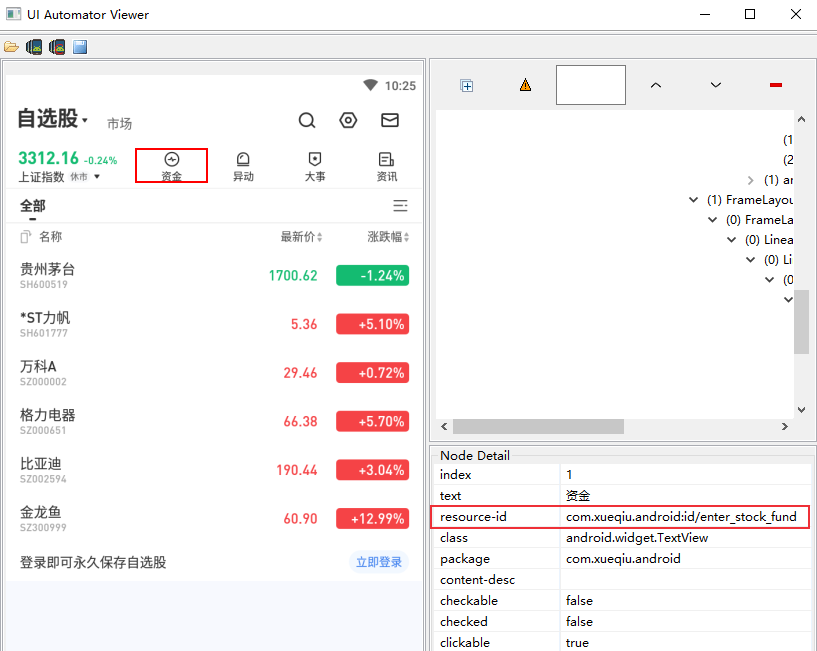 UI Automator Viewer
10:25
自选股
市场
3312.16 -0.24%
上证指数 休市
资金
异动
大事
资讯
全部
名称 最新价 涨跌幅
贵州茅台 1700.62 -1.24%
SH600519
*ST力帆 5.36 +5.10%
SH601777
万科A 29.46 +0.72%
SZ000002
格力电器 66.38 +5.70%
SZ000651
比亚迪 190.44 +3.04%
SZ002594
金龙鱼 60.90 +12.99%
SZ300999
登录即可永久保存自选股 立即登录
(1
(2
(1) ar
(1) FrameLayou
(0) FrameLa
(0) Linea
(0) Li
(0
Node Detail
index 1
text 资金
resource-id com.xueqiu.android:id/enter_stock_fund
class android.widget.TextView
package com.xueqiu.android
content-desc
checkable false
checked false
clickable true